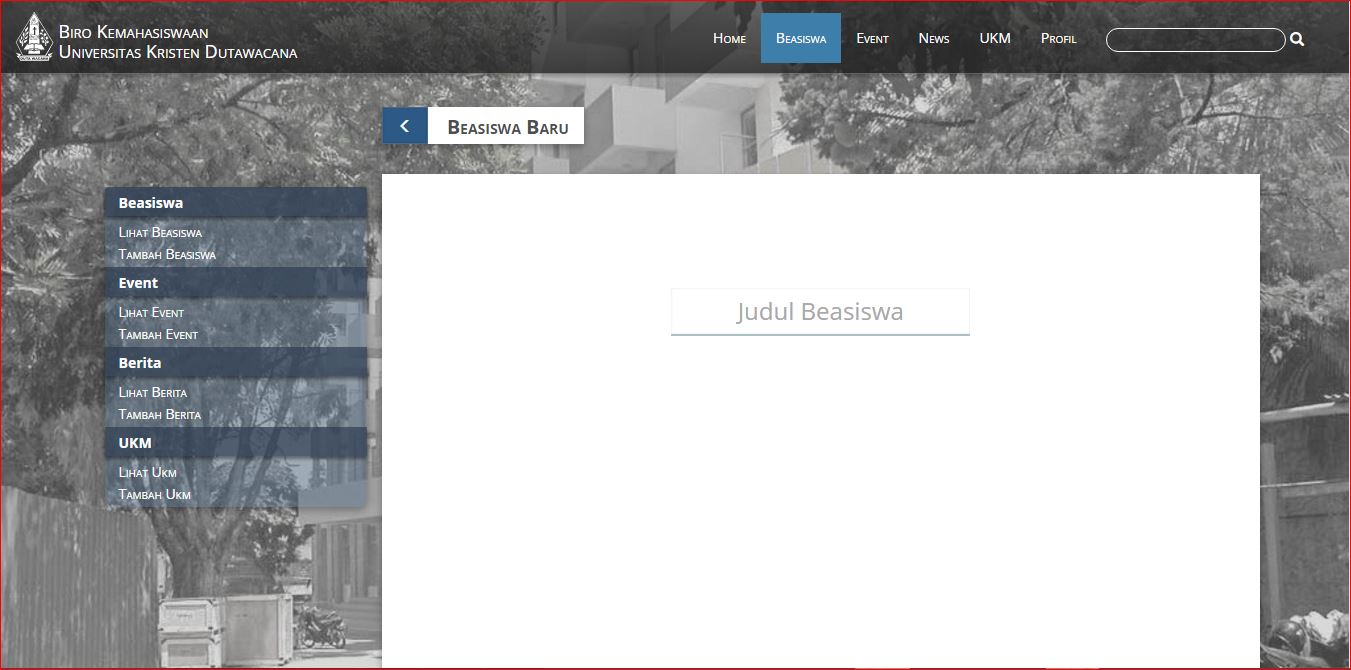 Biro Kemahasiswaan
Universitas Kristen Dutawacana
Home Beasiswa Event News UKM Profil
Beasiswa Baru
Beasiswa
Lihat Beasiswa
Tambah Beasiswa
Event
Lihat Event
Tambah Event
Berita
Lihat Berita
Tambah Berita
UKM
Lihat Ukm
Tambah Ukm
Judul Beasiswa